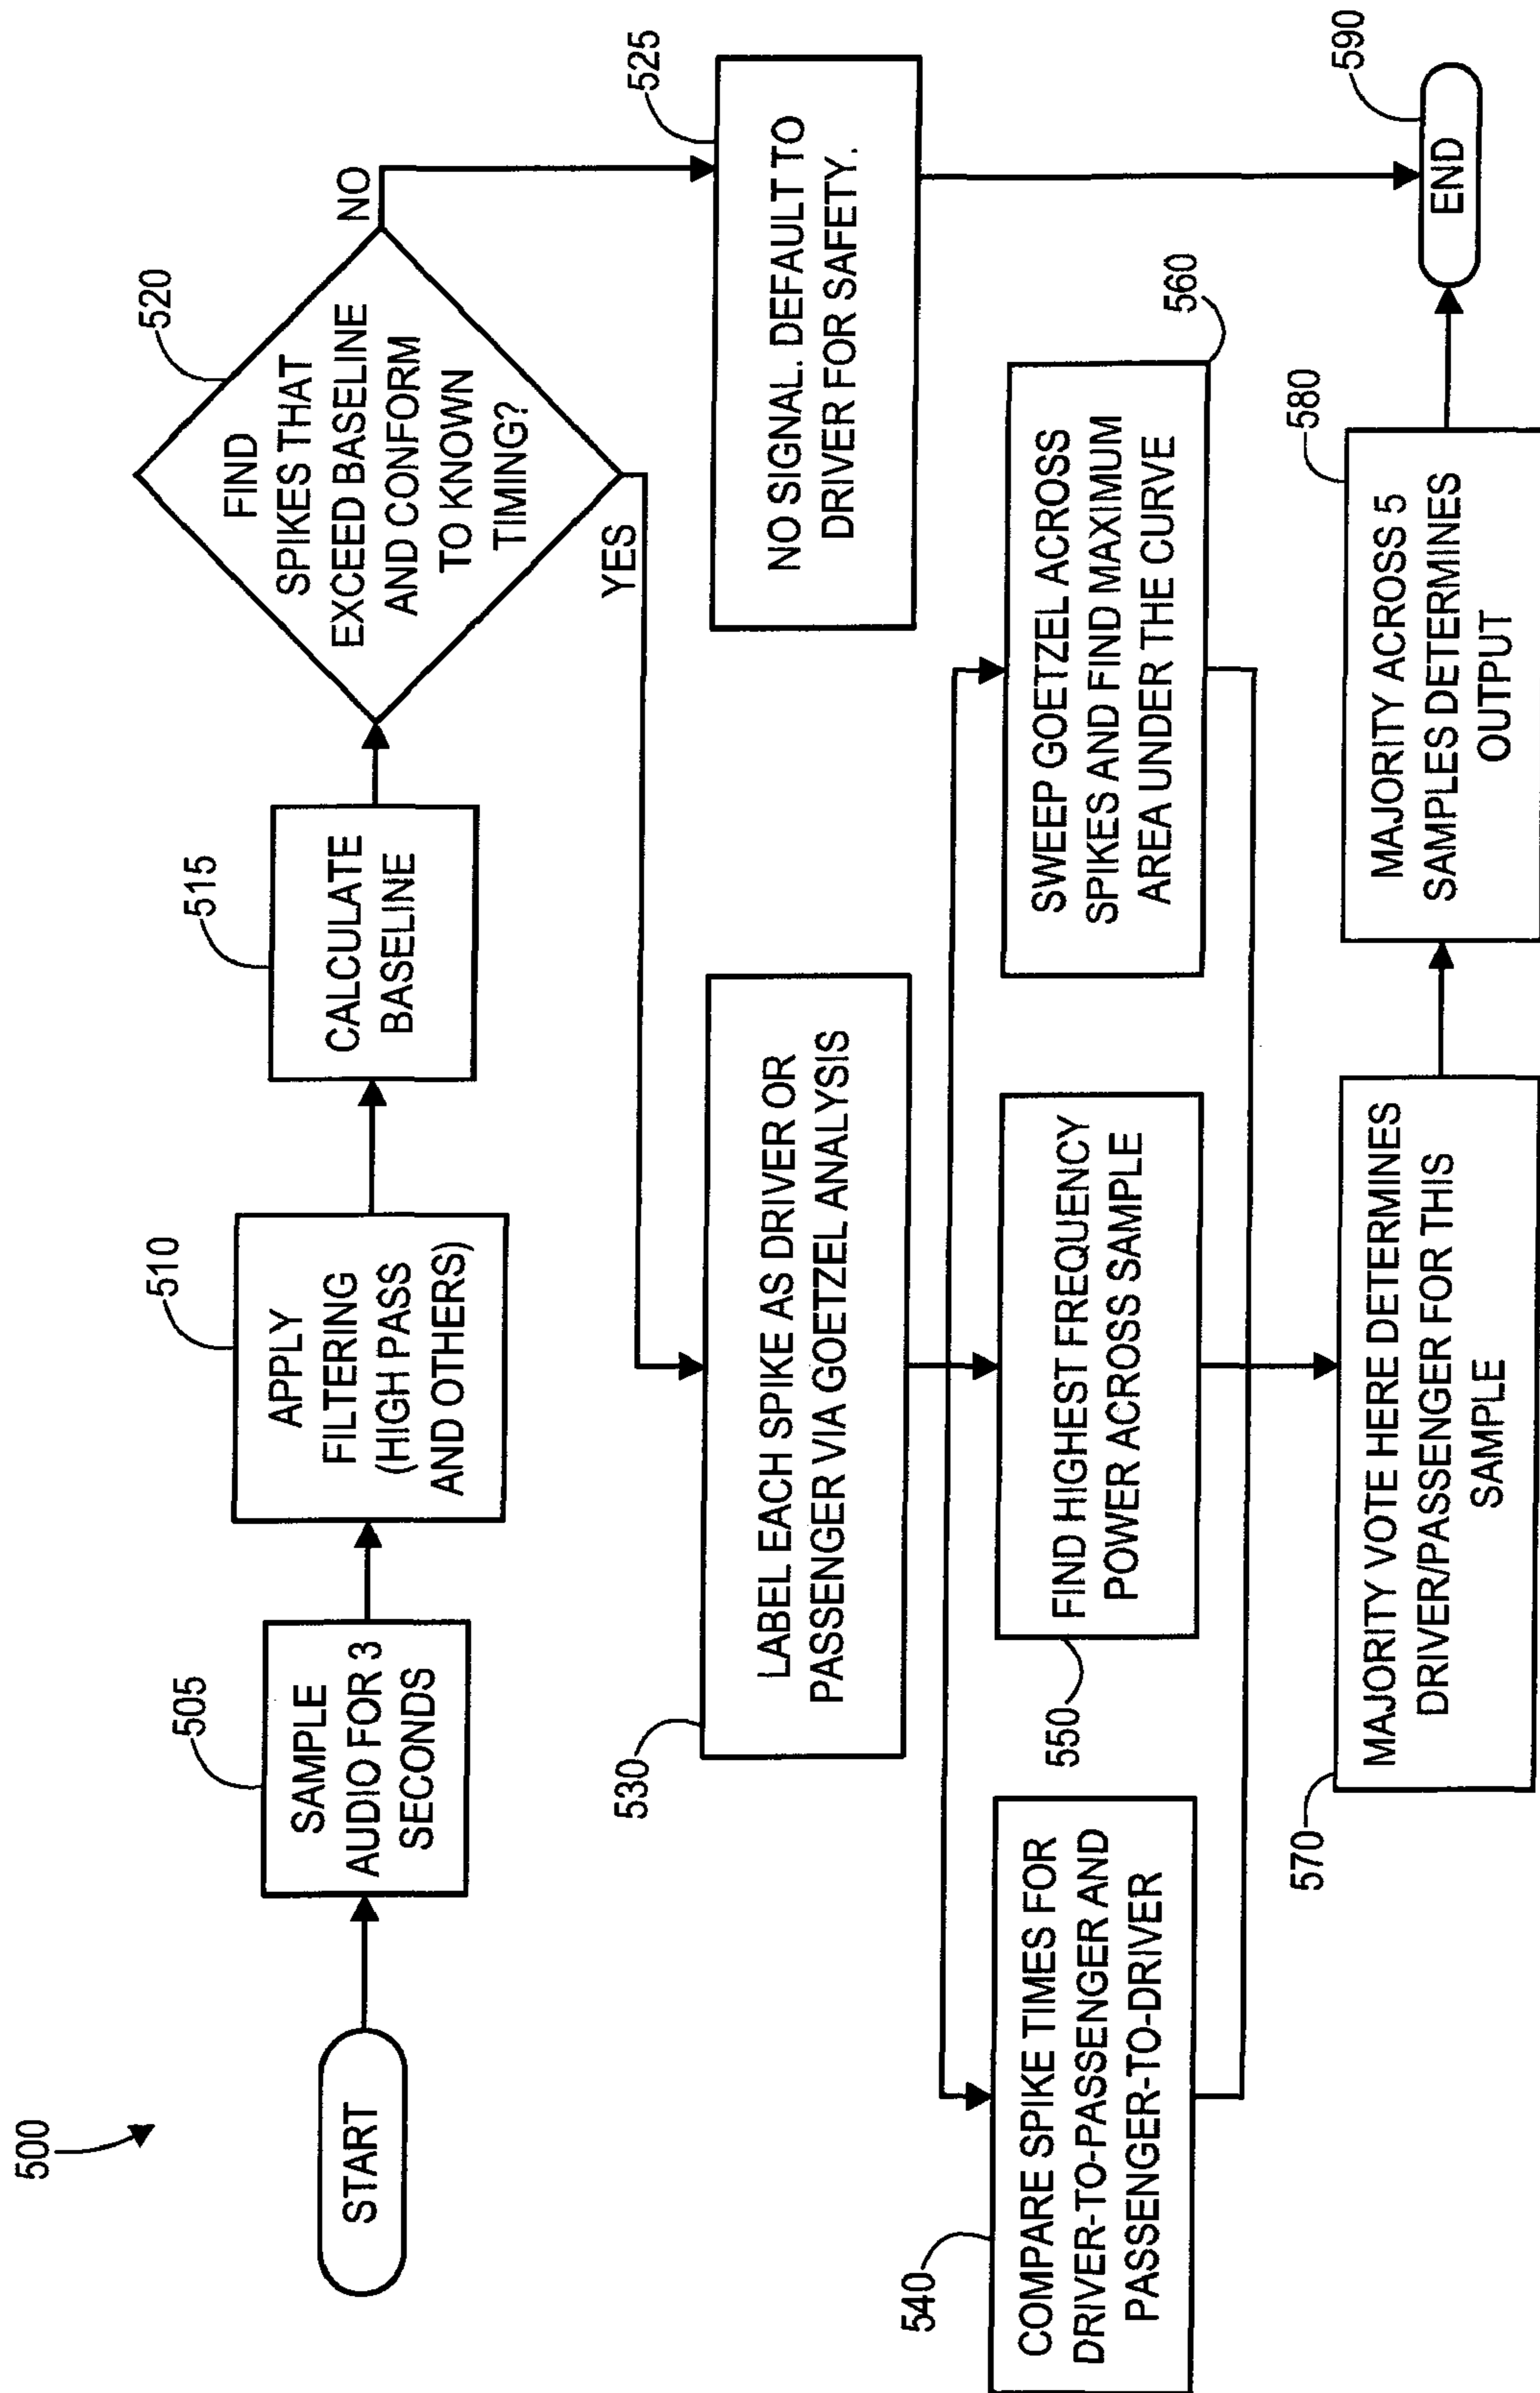 500
START
505
SAMPLE
AUDIO FOR 3
SECONDS
510
APPLY
FILTERING
(HIGH PASS
AND OTHERS)
515
CALCULATE
BASELINE
520
FIND
SPIKES THAT
EXCEED BASELINE
AND CONFORM
TO KNOWN
TIMING?
NO
YES
525
NO SIGNAL. DEFAULT TO
DRIVER FOR SAFETY.
530
LABEL EACH SPIKE AS DRIVER OR
PASSENGER VIA GOETZEL ANALYSIS
540
COMPARE SPIKE TIMES FOR
DRIVER-TO-PASSENGER AND
PASSENGER-TO-DRIVER
550
FIND HIGHEST FREQUENCY
POWER ACROSS SAMPLE
560
SWEEP GOETZEL ACROSS
SPIKES AND FIND MAXIMUM
AREA UNDER THE CURVE
570
MAJORITY VOTE HERE DETERMINES
DRIVER/PASSENGER FOR THIS
SAMPLE
580
MAJORITY ACROSS 5
SAMPLES DETERMINES
OUTPUT
590
END